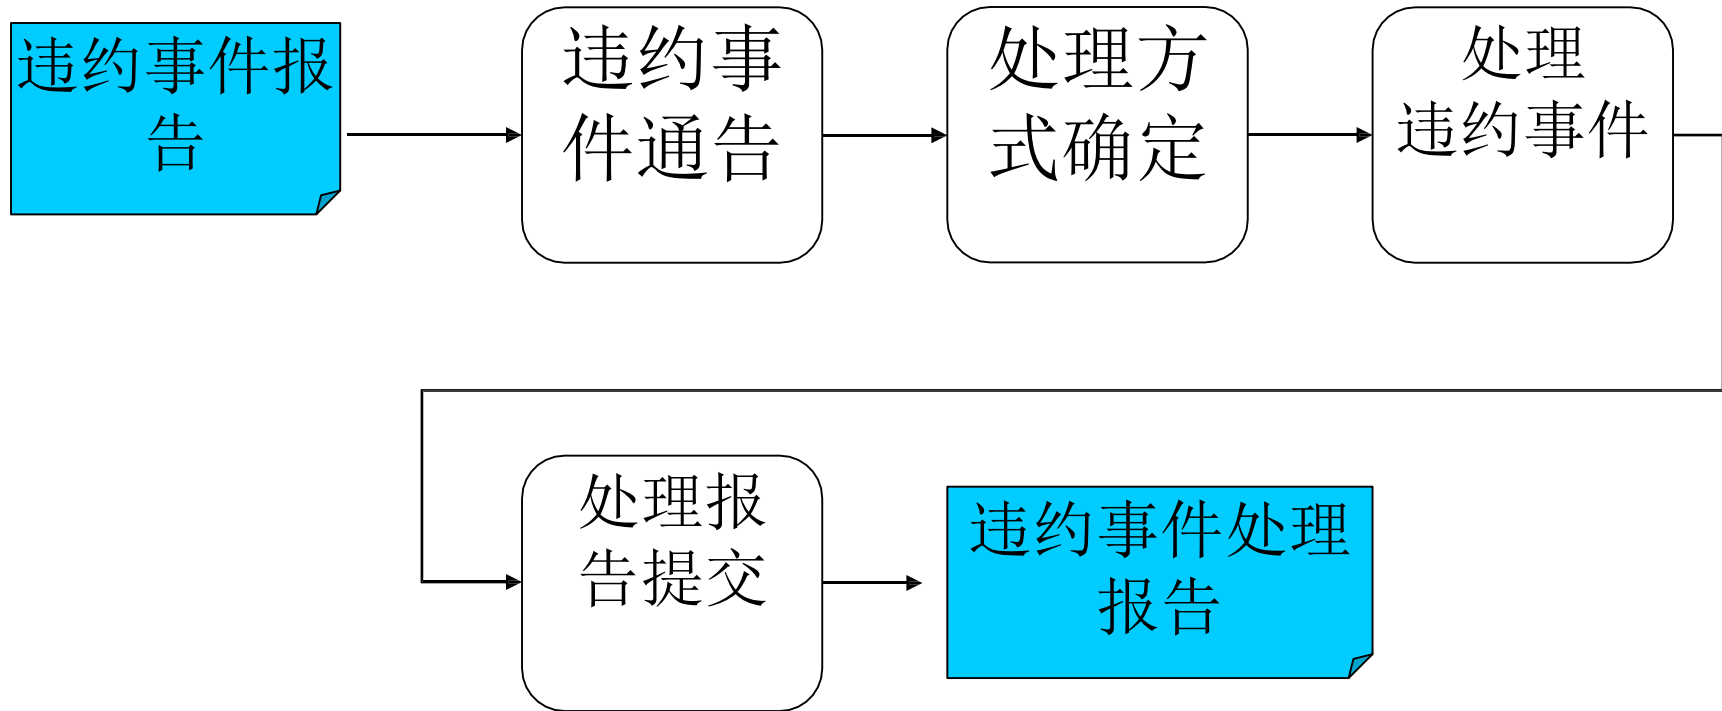 违约事件报
告
违约事
件通告
处理方
式确定
处理
违约事件
处理报
告提交
违约事件处理
报告